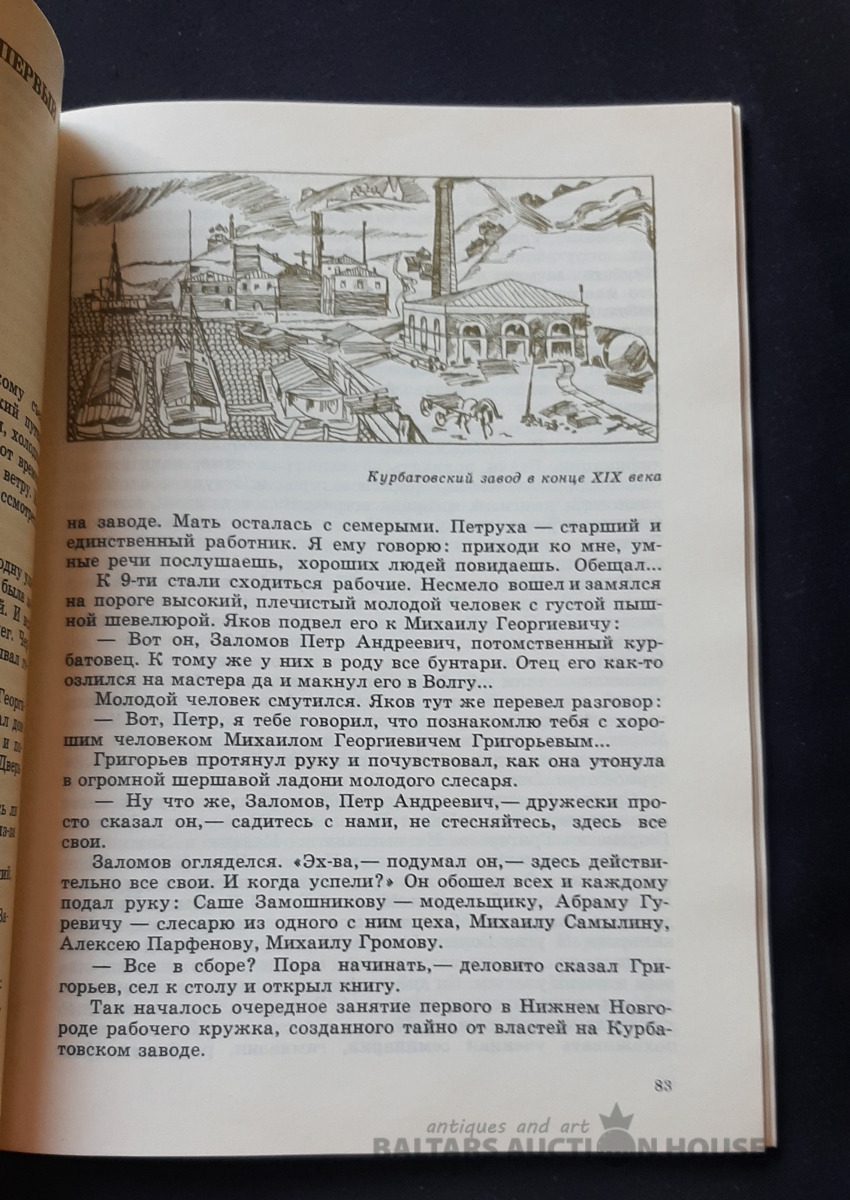 ПЕРВЫЙ
Курбатовский завод в конце XIX века
на заводе. Мать осталась с семерыми. Петруха — старший и
единственный работник. Я ему говорю: приходи ко мне, ум-
ные речи послушаешь, хороших людей повидаешь. Обещал...
К 9-ти стали сходиться рабочие. Несмело вошел и замялся
на пороге высокий, плечистый молодой человек с густой пыш-
ной шевелюрой. Яков подвел его к Михаилу Георгиевичу:
— Вот он, Заломов Петр Андреевич, потомственный кур-
батовец. К тому же у них в роду все бунтари. Отец его как-то
озлился на мастера да и макнул его в Волгу...
Молодой человек смутился. Яков тут же перевел разговор:
— Вот, Петр, я тебе говорил, что познакомлю тебя с хоро-
шим человеком Михаилом Георгиевичем Григорьевым...
Григорьев протянул руку и почувствовал, как она утонула
в огромной шершавой ладони молодого слесаря.
— Ну что же, Заломов, Петр Андреевич,— дружески про-
сто сказал он,— садитесь с нами, не стесняйтесь, здесь все
свои.
Заломов огляделся. «Эх-ва,— подумал он,— здесь действи-
тельно все свои. И когда успели?» Он обошел всех и каждому
подал руку: Саше Замошникову — модельщику, Абраму Гу-
ревичу — слесарю из одного с ним цеха, Михаилу Самылину,
Алексею Парфенову, Михаилу Громову.
— Все в сборе? Пора начинать,— деловито сказал Гри-
горьев, сел к столу и открыл книгу.
Так началось очередное занятие первого в Нижнем Новго-
роде рабочего кружка, созданного тайно от властей на Курба-
товском заводе.
83
antiques and art
BALTARS AUCTION HOUSE